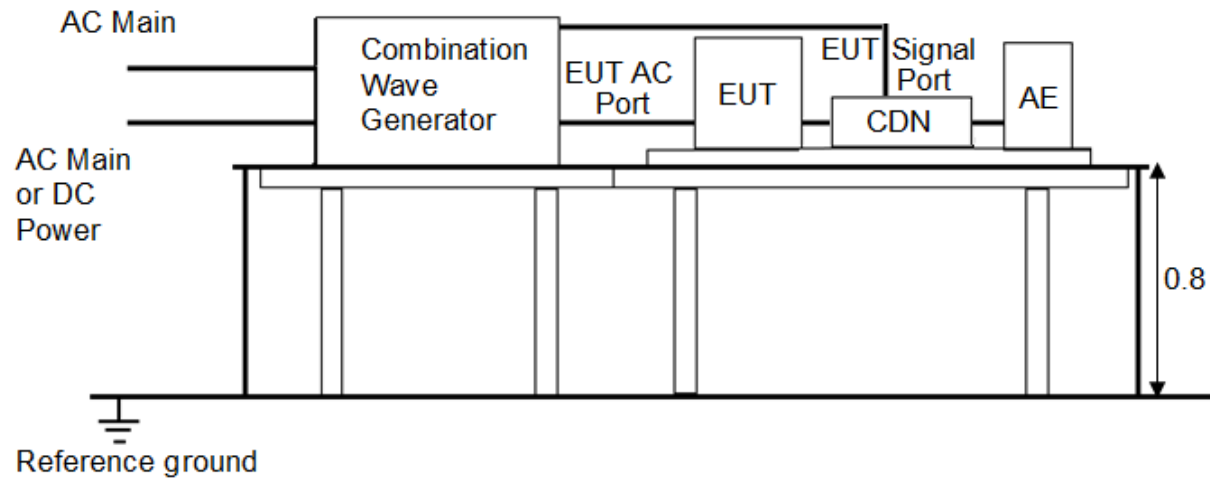 AC Main
Combination
Wave
Generator
EUT AC
Port
EUT
EUT Signal
Port
CDN
AE
AC Main
or DC
Power
0.8
Reference ground